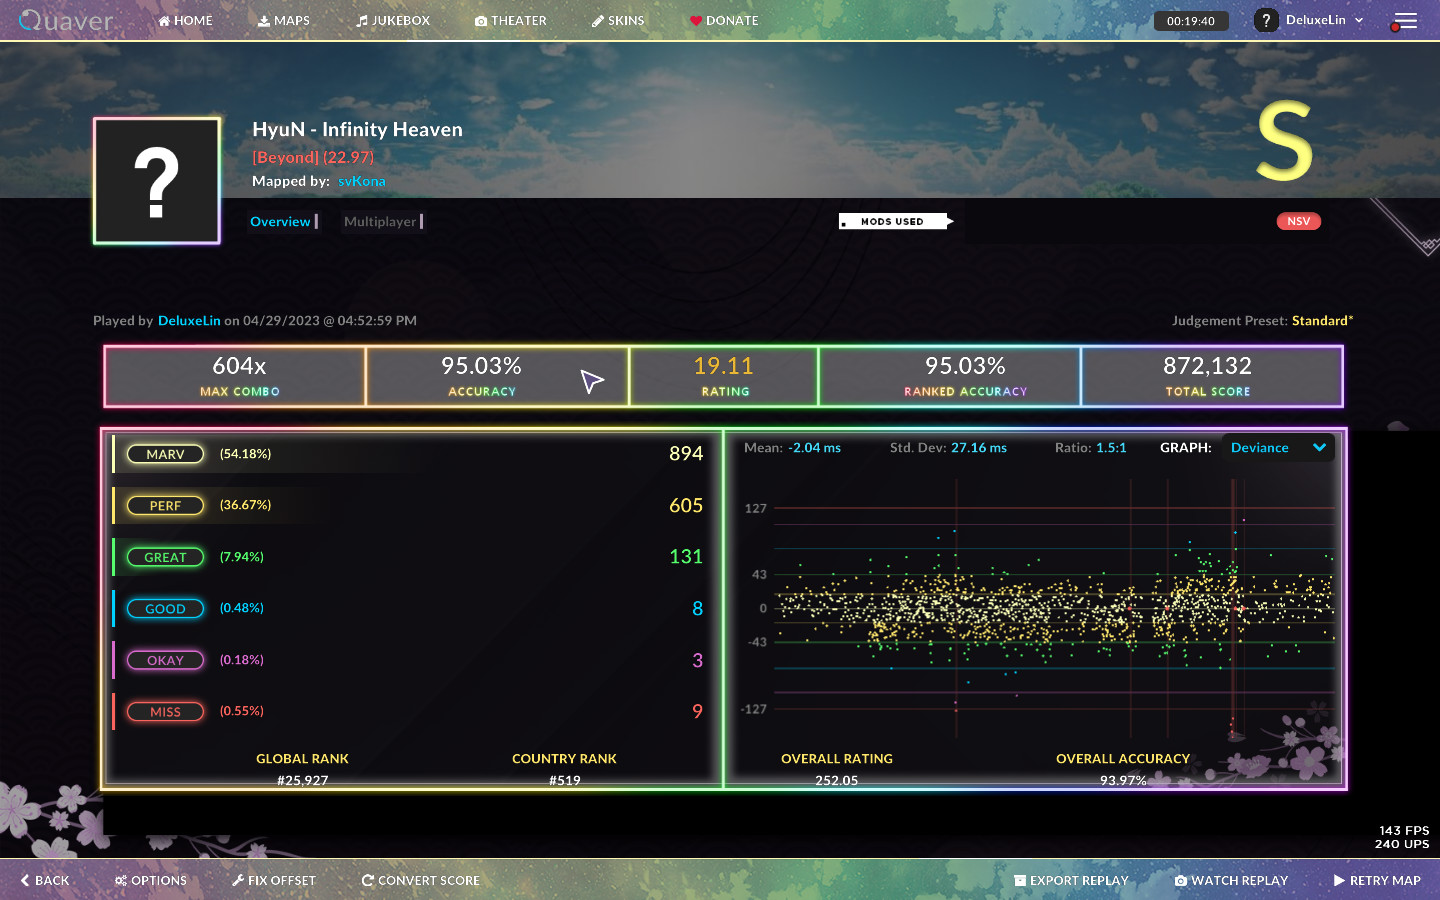 Quaver
HOME
MAPS
JUKEBOX
THEATER
SKINS
DONATE
00:19:40
?
DeluxeLin
?
HyuN - Infinity Heaven
[Beyond] (22.97)
Mapped by: svKona
S
Overview
Multiplayer
MODS USED
NSV
Played by DeluxeLin on 04/29/2023 @ 04:52:59 PM
Judgement Preset: Standard*
604x
MAX COMBO
95.03%
ACCURACY
19.11
RATING
95.03%
RANKED ACCURACY
872,132
TOTAL SCORE
MARV (54.18%) 894
PERF (36.67%) 605
GREAT (7.94%) 131
GOOD (0.48%) 8
OKAY (0.18%) 3
MISS (0.55%) 9
Mean: -2.04 ms
Std. Dev: 27.16 ms
Ratio: 1.5:1
GRAPH: Deviance
127
43
0
-43
-127
GLOBAL RANK
#25,927
COUNTRY RANK
#519
OVERALL RATING
252.05
OVERALL ACCURACY
93.97%
143 FPS
240 UPS
BACK
OPTIONS
FIX OFFSET
CONVERT SCORE
EXPORT REPLAY
WATCH REPLAY
RETRY MAP